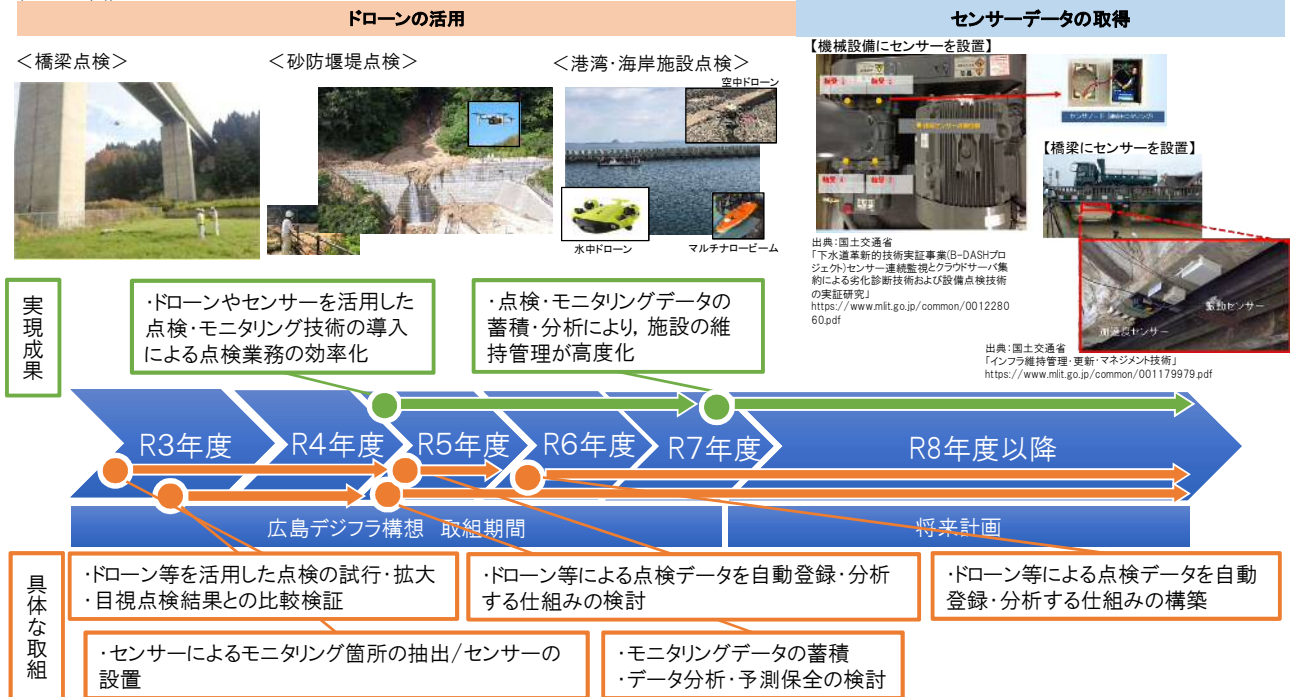 ドローンの活用
センサーデータの取得
＜橋梁点検＞
＜砂防堰堤点検＞
＜港湾・海岸施設点検＞
空中ドローン
水中ドローン
マルチナロービーム
【機械設備にセンサーを設置】
【橋梁にセンサーを設置】
振動センサー
出典：国土交通省
「下水道革新的技術実証事業(B-DASHプロ
ジェクト)センサー連続監視とクラウドサーバ集
約による劣化診断技術および設備点検技術
の実証研究」
https://www.mlit.go.jp/common/0012280
60.pdf
出典：国土交通省
「インフラ維持管理・更新・マネジメント技術」
https://www.mlit.go.jp/common/001179979.pdf
実現成果
・ドローンやセンサーを活用した
点検・モニタリング技術の導入
による点検業務の効率化
・点検・モニタリングデータの
蓄積・分析により，施設の維
持管理が高度化
R3年度
R4年度
R5年度
R6年度
R7年度
R8年度以降
広島デジフラ構想　取組期間
将来計画
具体な取組
・ドローン等を活用した点検の試行・拡大
・目視点検結果との比較検証
・ドローン等による点検データを自動登録・分析
する仕組みの検討
・ドローン等による点検データを自動
登録・分析する仕組みの構築
・センサーによるモニタリング箇所の抽出/センサーの
設置
・モニタリングデータの蓄積
・データ分析・予測保全の検討